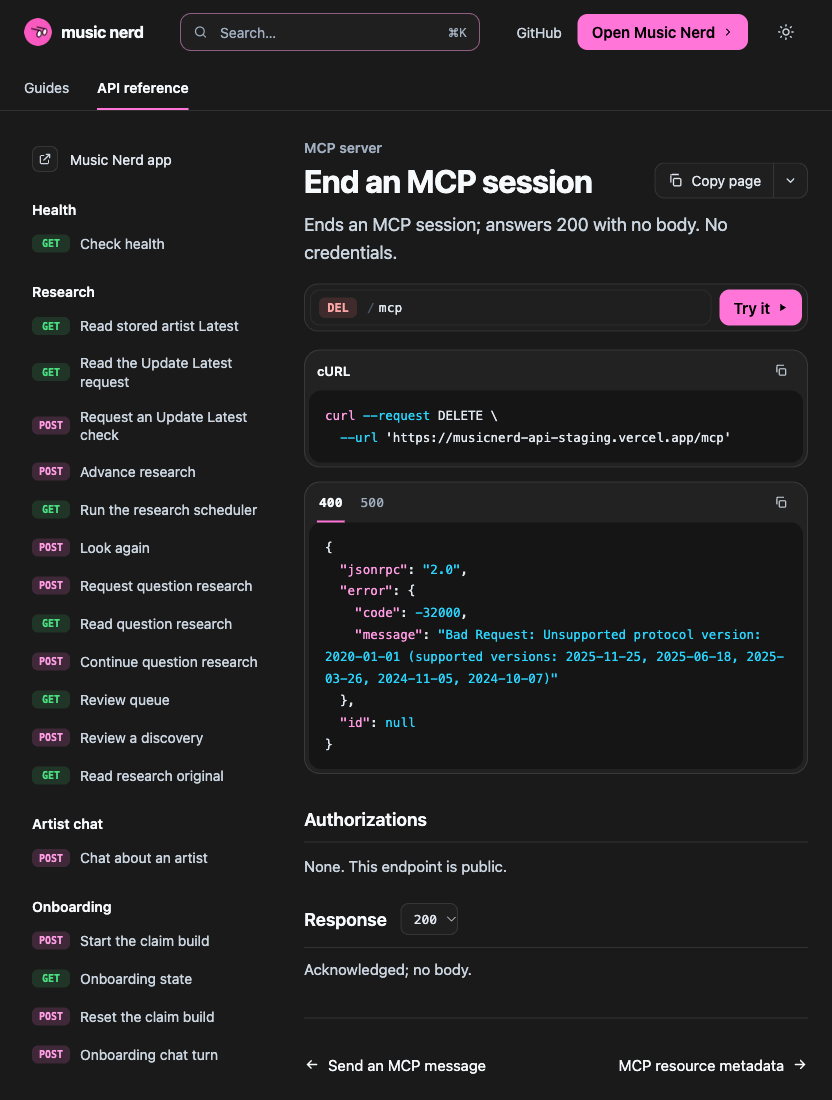 music nerd
Search...
⌘K
GitHub
Open Music Nerd
Guides
API reference
Music Nerd app
Health
GET Check health
Research
GET Read stored artist Latest
GET Read the Update Latest
request
POST Request an Update Latest
check
POST Advance research
GET Run the research scheduler
POST Look again
POST Request question research
GET Read question research
POST Continue question research
GET Review queue
POST Review a discovery
GET Read research original
Artist chat
POST Chat about an artist
Onboarding
POST Start the claim build
GET Onboarding state
POST Reset the claim build
POST Onboarding chat turn
MCP server
End an MCP session
Copy page
Ends an MCP session; answers 200 with no body. No
credentials.
DEL / mcp
Try it
cURL
curl --request DELETE \
--url 'https://musicnerd-api-staging.vercel.app/mcp'
400 500
{
"jsonrpc": "2.0",
"error": {
"code": -32000,
"message": "Bad Request: Unsupported protocol version:
2020-01-01 (supported versions: 2025-11-25, 2025-06-18, 2025-
03-26, 2024-11-05, 2024-10-07)"
},
"id": null
}
Authorizations
None. This endpoint is public.
Response 200
Acknowledged; no body.
← Send an MCP message
MCP resource metadata →